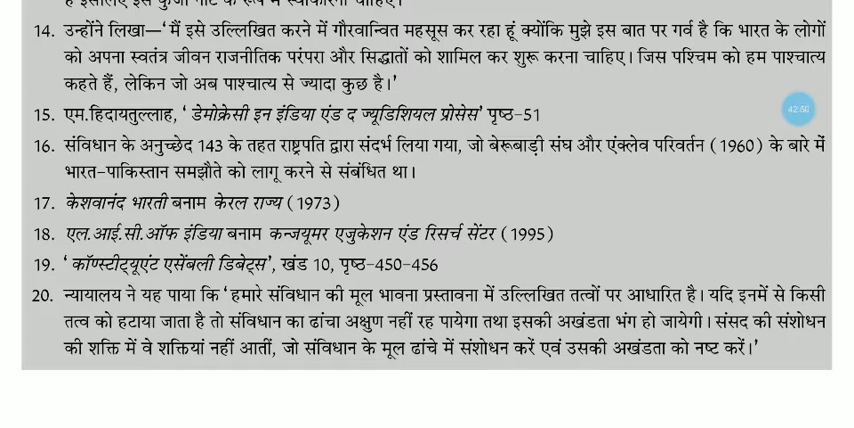 है इसलिए इसे कुंजी नोट के रूप में स्वीकारना चाहिए।
14. उन्होंने लिखा—‘मैं इसे उल्लिखित करने में गौरवान्वित महसूस कर रहा हूं क्योंकि मुझे इस बात पर गर्व है कि भारत के लोगों
को अपना स्वतंत्र जीवन राजनीतिक परंपरा और सिद्धातों को शामिल कर शुरू करना चाहिए। जिस पश्चिम को हम पाश्चात्य
कहते हैं, लेकिन जो अब पाश्चात्य से ज्यादा कुछ है।’
15. एम.हिदायतुल्लाह, ‘ डेमोक्रेसी इन इंडिया एंड द ज्यूडिशियल प्रोसेस’ पृष्ठ-51
42:50
16. संविधान के अनुच्छेद 143 के तहत राष्ट्रपति द्वारा संदर्भ लिया गया, जो बेरूबाड़ी संघ और एंक्लेव परिवर्तन (1960) के बारे में
भारत-पाकिस्तान समझौते को लागू करने से संबंधित था।
17. केशवानंद भारती बनाम केरल राज्य (1973)
18. एल.आई.सी.ऑफ इंडिया बनाम कन्जयूमर एजुकेशन एंड रिसर्च सेंटर (1995)
19. ‘ कॉण्स्टीट्यूएंट एसेंबली डिबेट्स’, खंड 10, पृष्ठ-450-456
20. न्यायालय ने यह पाया कि ‘हमारे संविधान की मूल भावना प्रस्तावना में उल्लिखित तत्वों पर आधारित है। यदि इनमें से किसी
तत्व को हटाया जाता है तो संविधान का ढांचा अक्षुण नहीं रह पायेगा तथा इसकी अखंडता भंग हो जायेगी। संसद की संशोधन
की शक्ति में वे शक्तियां नहीं आतीं, जो संविधान के मूल ढांचे में संशोधन करें एवं उसकी अखंडता को नष्ट करें।’